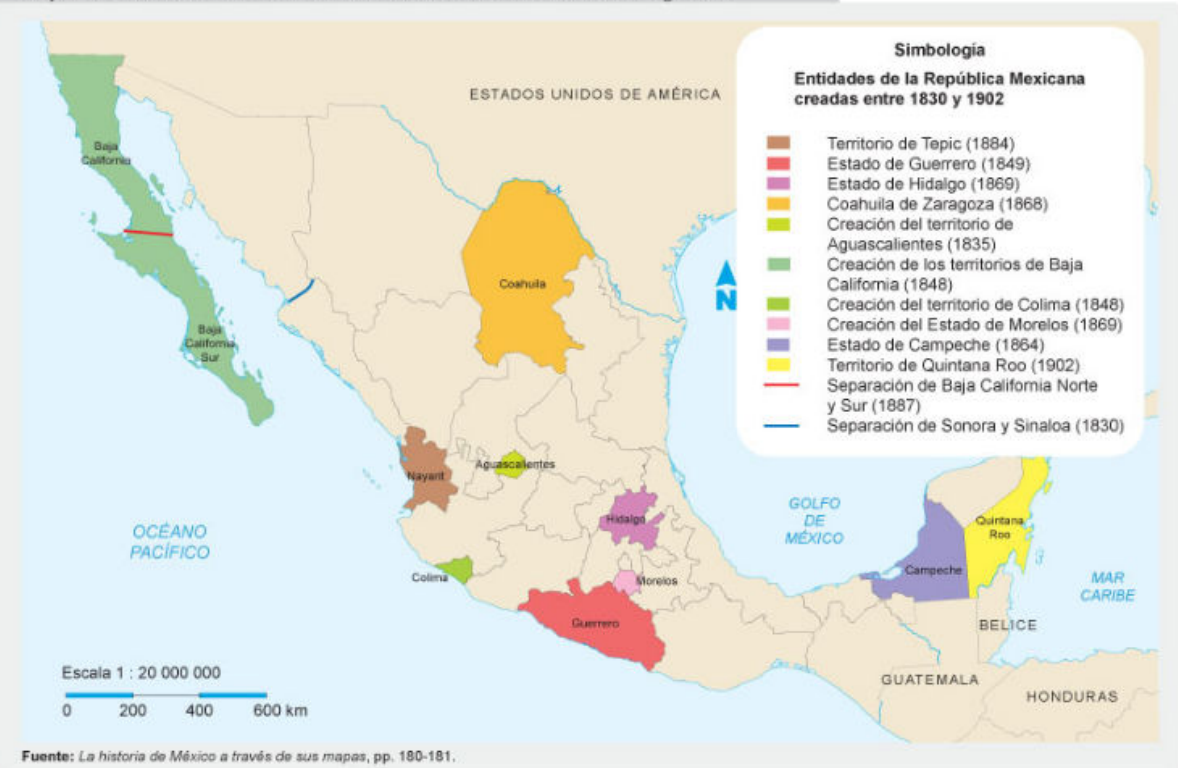 ESTADOS UNIDOS DE AMÉRICA
Simbología
Entidades de la República Mexicana
creadas entre 1830 y 1902
Territorio de Tepic (1884)
Estado de Guerrero (1849)
Estado de Hidalgo (1869)
Coahuila de Zaragoza (1868)
Creación del territorio de
Aguascalientes (1835)
Creación de los territorios de Baja
California (1848)
Creación del territorio de Colima (1848)
Creación del Estado de Morelos (1869)
Estado de Campeche (1864)
Territorio de Quintana Roo (1902)
Separación de Baja California Norte
y Sur (1887)
Separación de Sonora y Sinaloa (1830)
N
Baja
California
Baja
California
Sur
Coahuila
Nayarit
Aguascalientes
Hidalgo
Colima
Morelos
Guerrero
Campeche
Quintana
Roo
OCÉANO
PACÍFICO
GOLFO
DE
MÉXICO
MAR
CARIBE
BELICE
GUATEMALA
HONDURAS
Escala 1 : 20 000 000
0 200 400 600 km
Fuente: La historia de México a través de sus mapas, pp. 180-181.